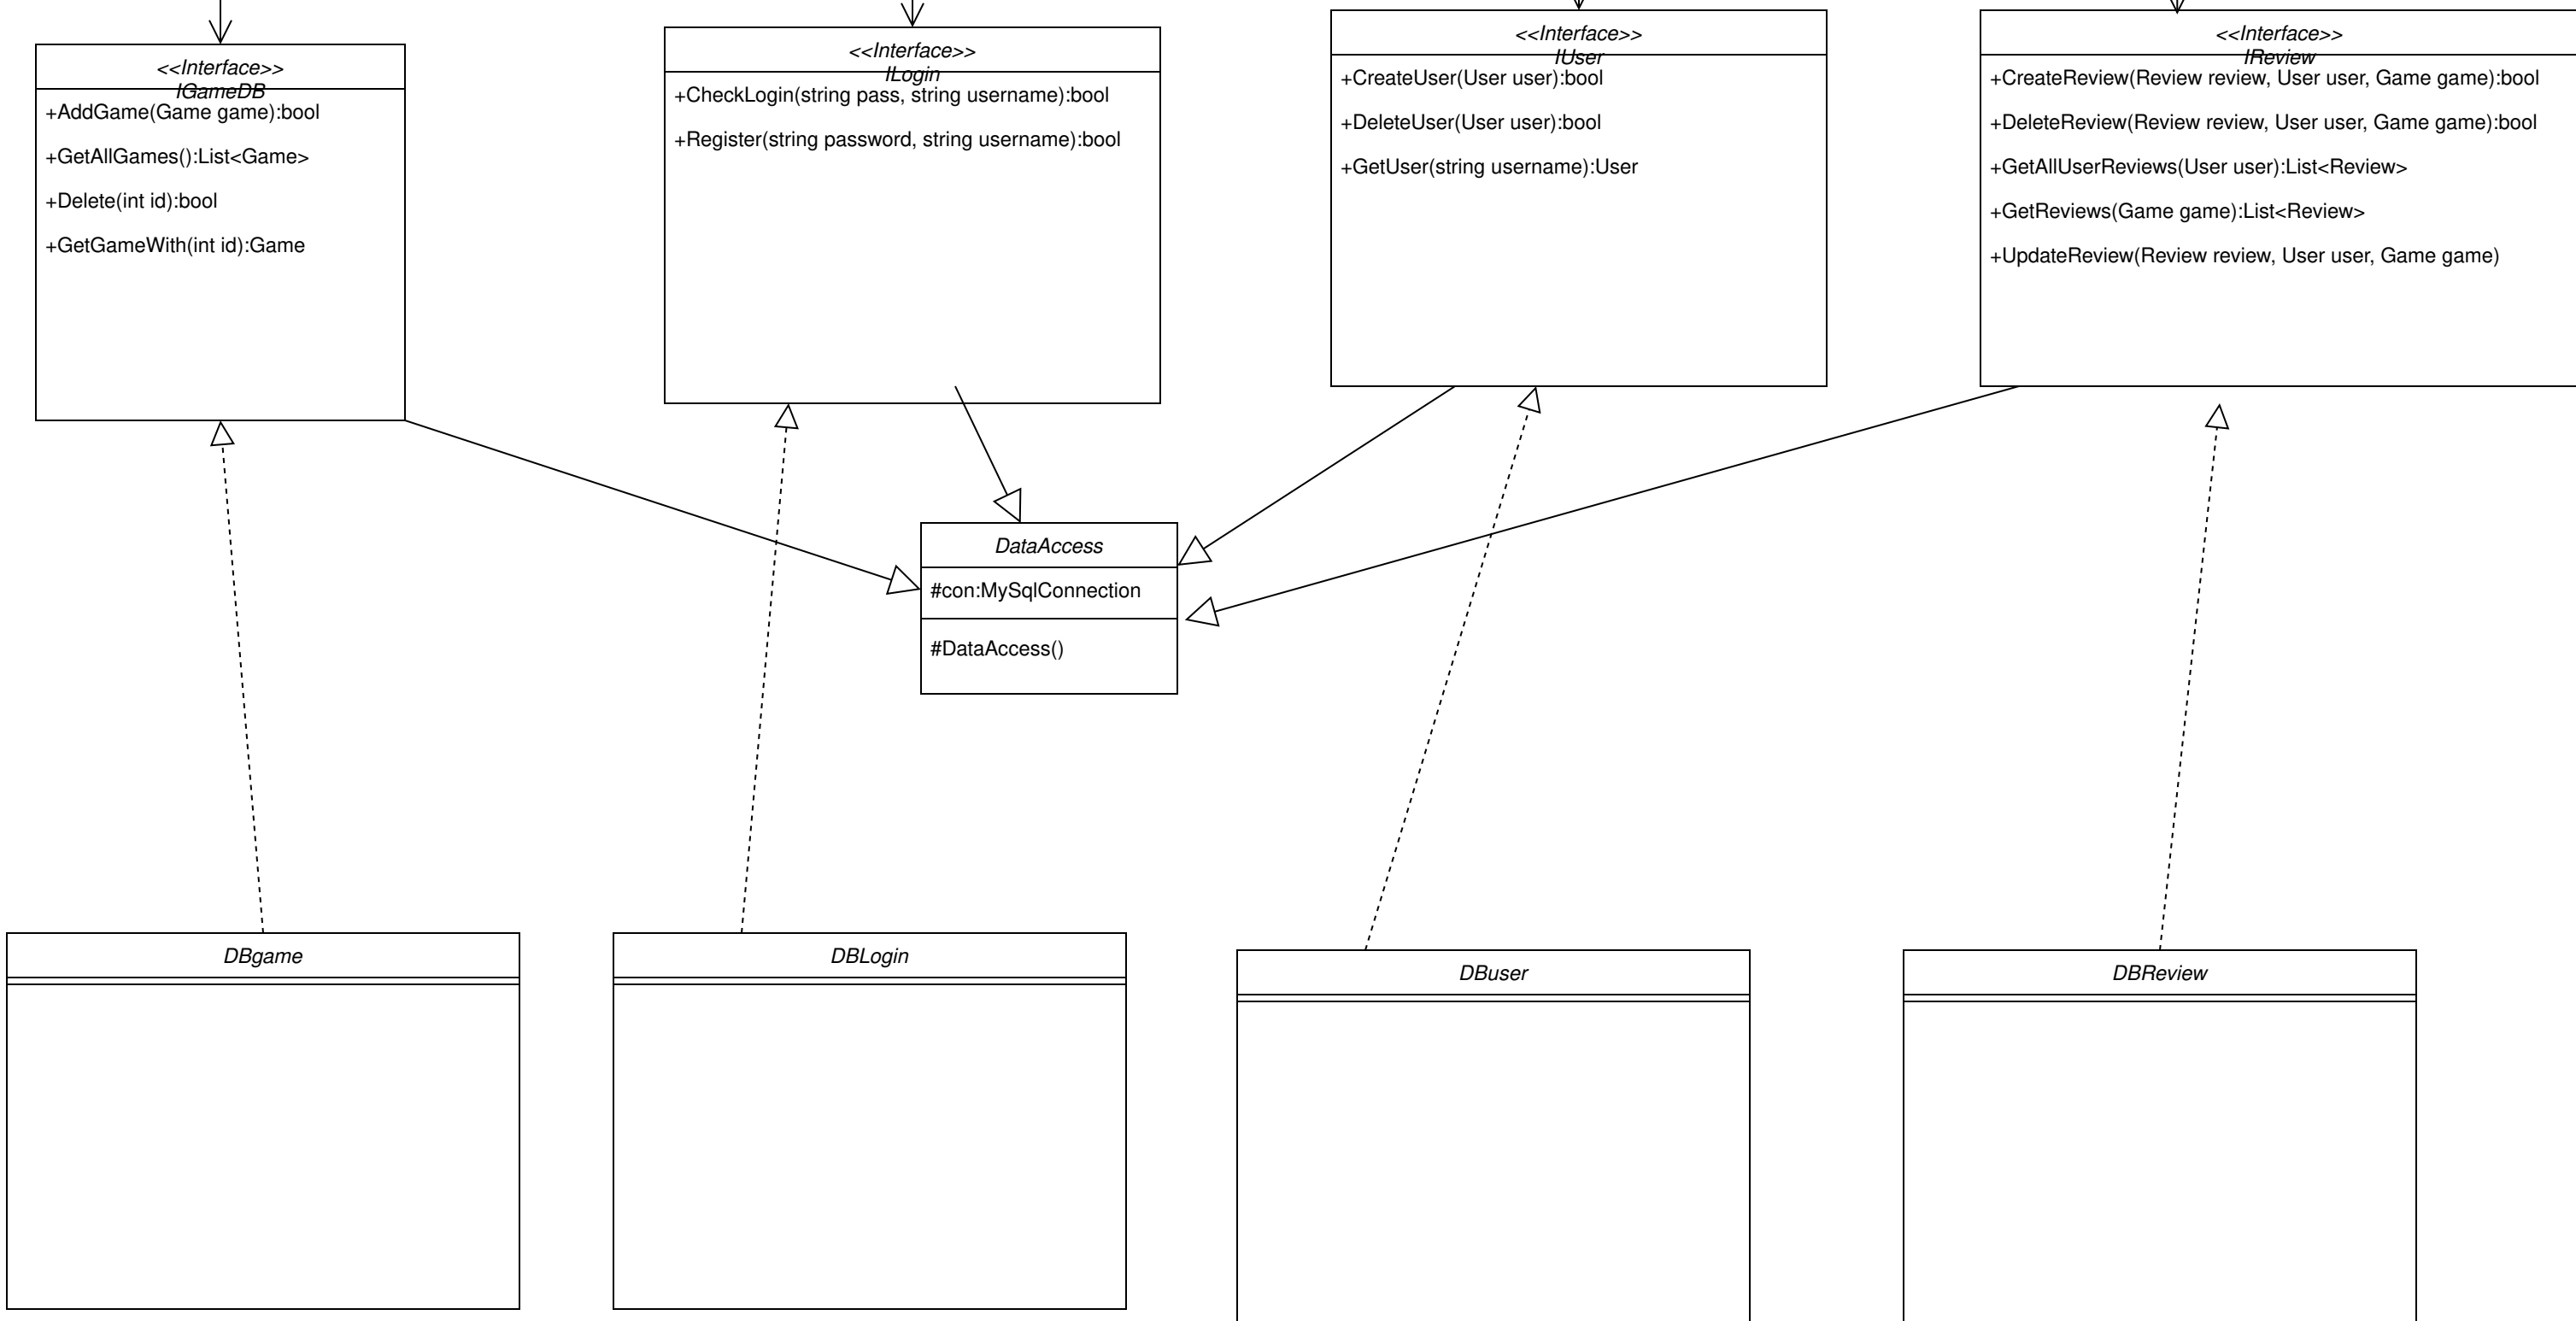 <<Interface>>
IGameDB
+AddGame(Game game):bool
+GetAllGames():List<Game>
+Delete(int id):bool
+GetGameWith(int id):Game
<<Interface>>
ILogin
+CheckLogin(string pass, string username):bool
+Register(string password, string username):bool
<<Interface>>
IUser
+CreateUser(User user):bool
+DeleteUser(User user):bool
+GetUser(string username):User
<<Interface>>
IReview
+CreateReview(Review review, User user, Game game):bool
+DeleteReview(Review review, User user, Game game):bool
+GetAllUserReviews(User user):List<Review>
+GetReviews(Game game):List<Review>
+UpdateReview(Review review, User user, Game game)
DataAccess
#con:MySqlConnection
#DataAccess()
DBgame
DBLogin
DBuser
DBReview